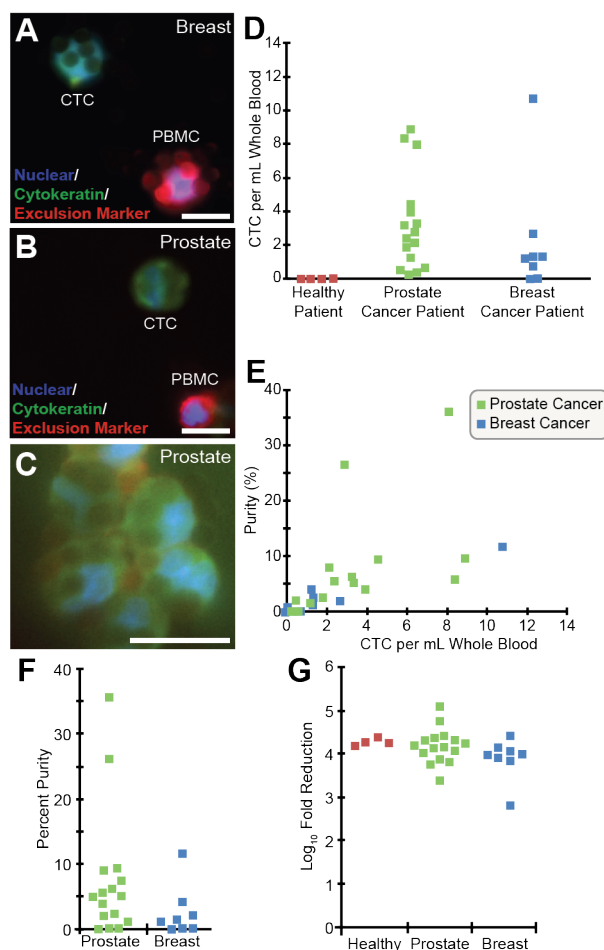 A
Breast
CTC
PBMC
Nuclear/
Cytokeratin/
Exculsion Marker
B
Prostate
CTC
PBMC
Nuclear/
Cytokeratin/
Exclusion Marker
C
Prostate
D
CTC per mL Whole Blood
14
12
10
8
6
4
2
0
Healthy
Patient
Prostate
Cancer Patient
Breast
Cancer Patient
E
Prostate Cancer
Breast Cancer
Purity (%)
40
30
20
10
0
0 2 4 6 8 10 12 14
CTC per mL Whole Blood
F
Percent Purity
40
30
20
10
0
Prostate Breast
G
Log10 Fold Reduction
6
5
4
3
2
1
0
Healthy Prostate Breast